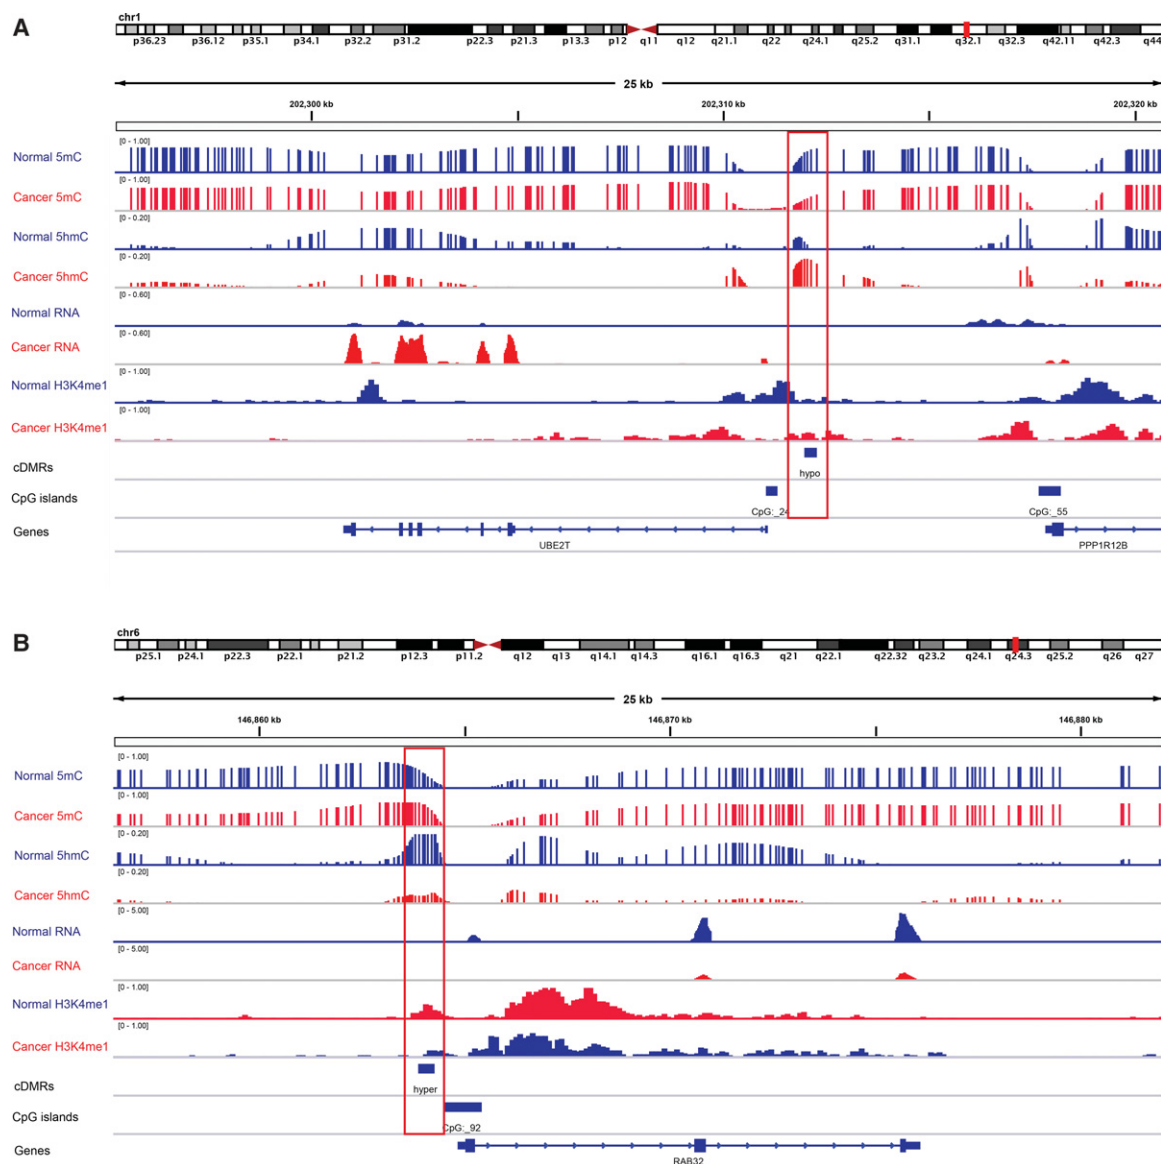 A
chr1
p36.23 p36.12 p35.1 p34.1 p32.2 p31.2 p22.3 p21.3 p13.3 p12 q11 q12 q21.1 q22 q24.1 q25.2 q31.1 q32.1 q32.3 q42.11 q42.3 q44
25 kb
202,300 kb 202,310 kb 202,320 kb
[0 - 1.00]
Normal 5mC
[0 - 1.00]
Cancer 5mC
[0 - 0.20]
Normal 5hmC
[0 - 0.20]
Cancer 5hmC
[0 - 0.60]
Normal RNA
[0 - 0.60]
Cancer RNA
[0 - 1.00]
Normal H3K4me1
[0 - 1.00]
Cancer H3K4me1
cDMRs
hypo
CpG islands
CpG:_24 CpG:_55
Genes
UBE2T PPP1R12B
B
chr6
p25.1 p24.1 p22.3 p22.1 p21.2 p12.3 p11.2 q12 q13 q14.1 q14.3 q16.1 q16.3 q21 q22.1 q22.32 q23.2 q24.1 q24.3 q25.2 q26 q27
25 kb
146,860 kb 146,870 kb 146,880 kb
[0 - 1.00]
Normal 5mC
[0 - 1.00]
Cancer 5mC
[0 - 0.20]
Normal 5hmC
[0 - 0.20]
Cancer 5hmC
[0 - 5.00]
Normal RNA
[0 - 5.00]
Cancer RNA
[0 - 1.00]
Normal H3K4me1
[0 - 1.00]
Cancer H3K4me1
cDMRs
hyper
CpG islands
CpG:_92
Genes
RAB32